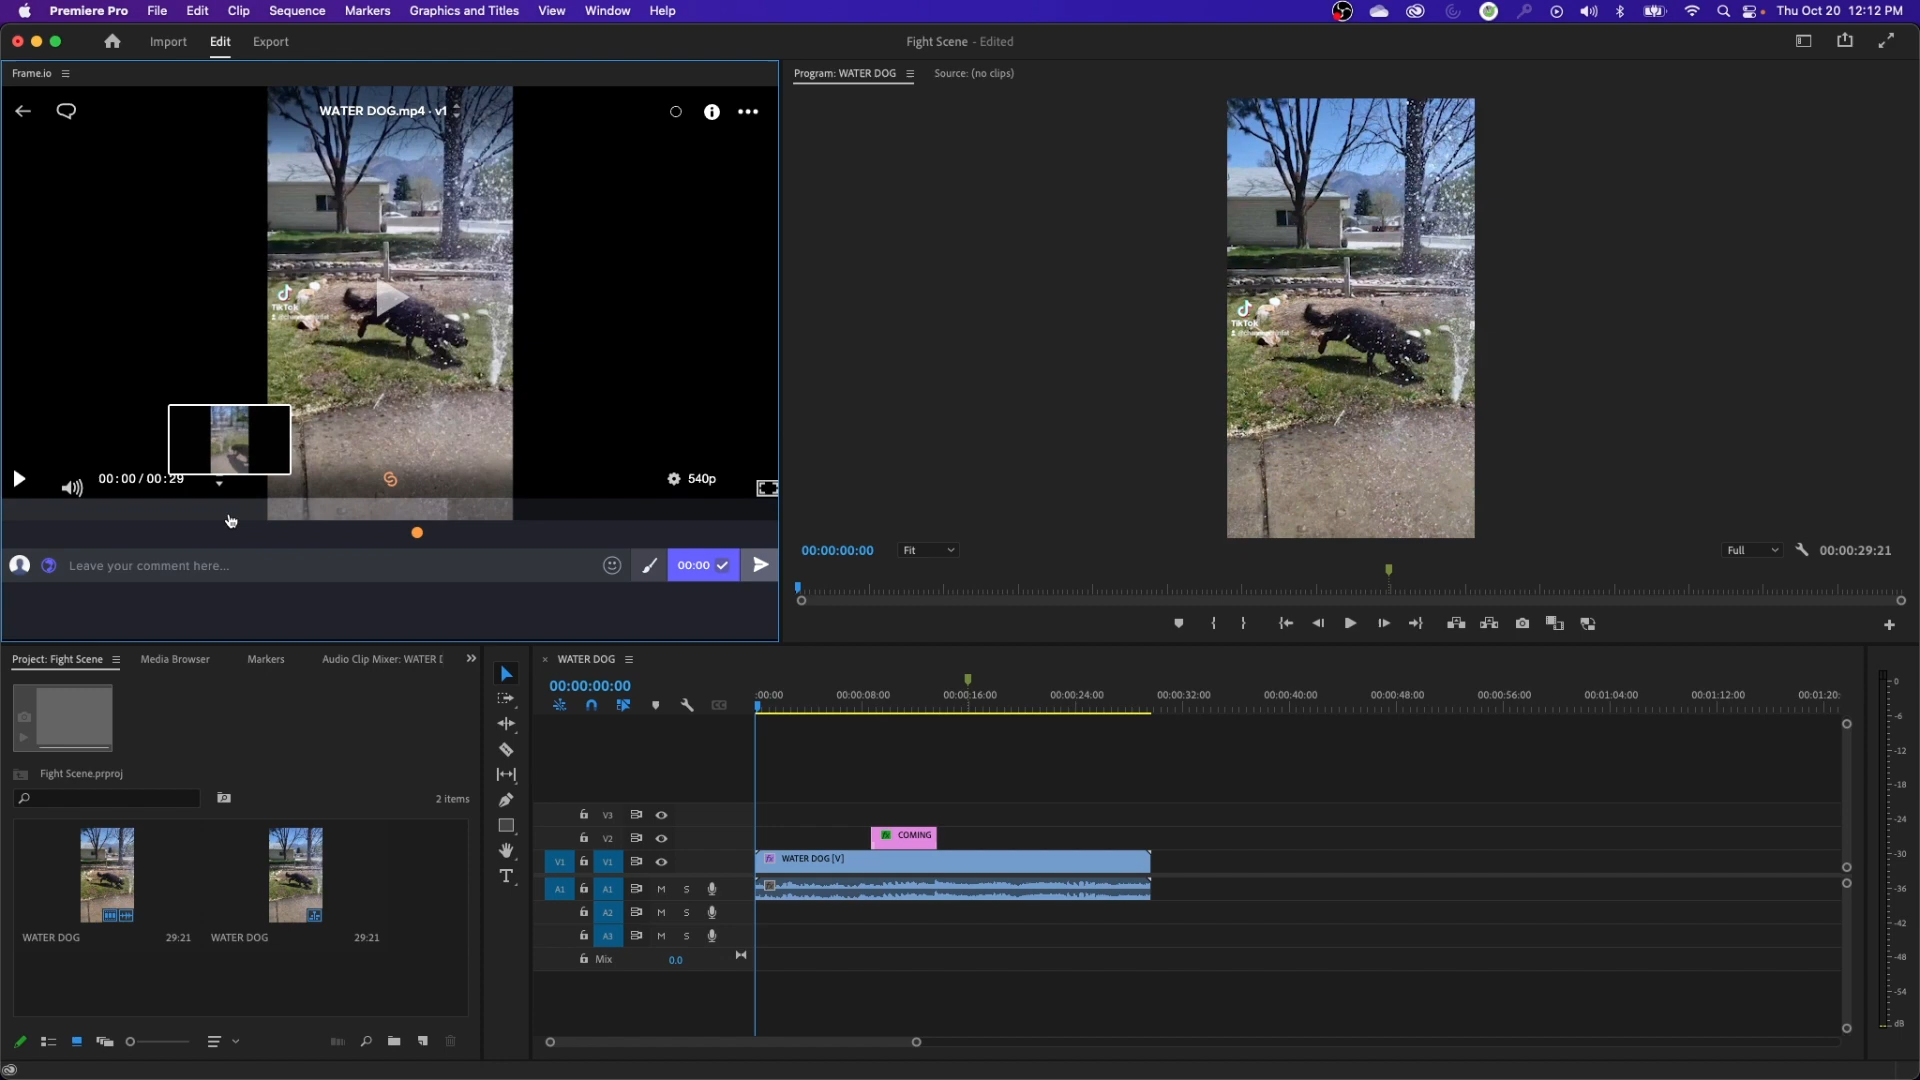 Premiere Pro File Edit Clip Sequence Markers Graphics and Titles View Window Help Thu Oct 20 12:12 PM
Import Edit Export Fight Scene - Edited
Frame.io
Program: WATER DOG Source: (no clips)
WATER DOG.mp4 · v1
TikTok
TikTok
00:00 / 00:29 540p
Leave your comment here... 00:00
00:00:00:00 Fit Full 00:00:29:21
Project: Fight Scene Media Browser Markers Audio Clip Mixer: WATER
WATER DOG
00:00:00:00
:00:00 00:00:08:00 00:00:16:00 00:00:24:00 00:00:32:00 00:00:40:00 00:00:48:00 00:00:56:00 00:01:04:00 00:01:12:00 00:01:20:
Fight Scene.prproj
2 items
WATER DOG 29:21 WATER DOG 29:21
V3
V2 fx COMING
V1 V1 fx WATER DOG [V]
A1 A1 M S
A2 M S
A3 M S
Mix 0.0
0
-6
-12
-18
-24
-30
-36
-42
-48
-54
dB